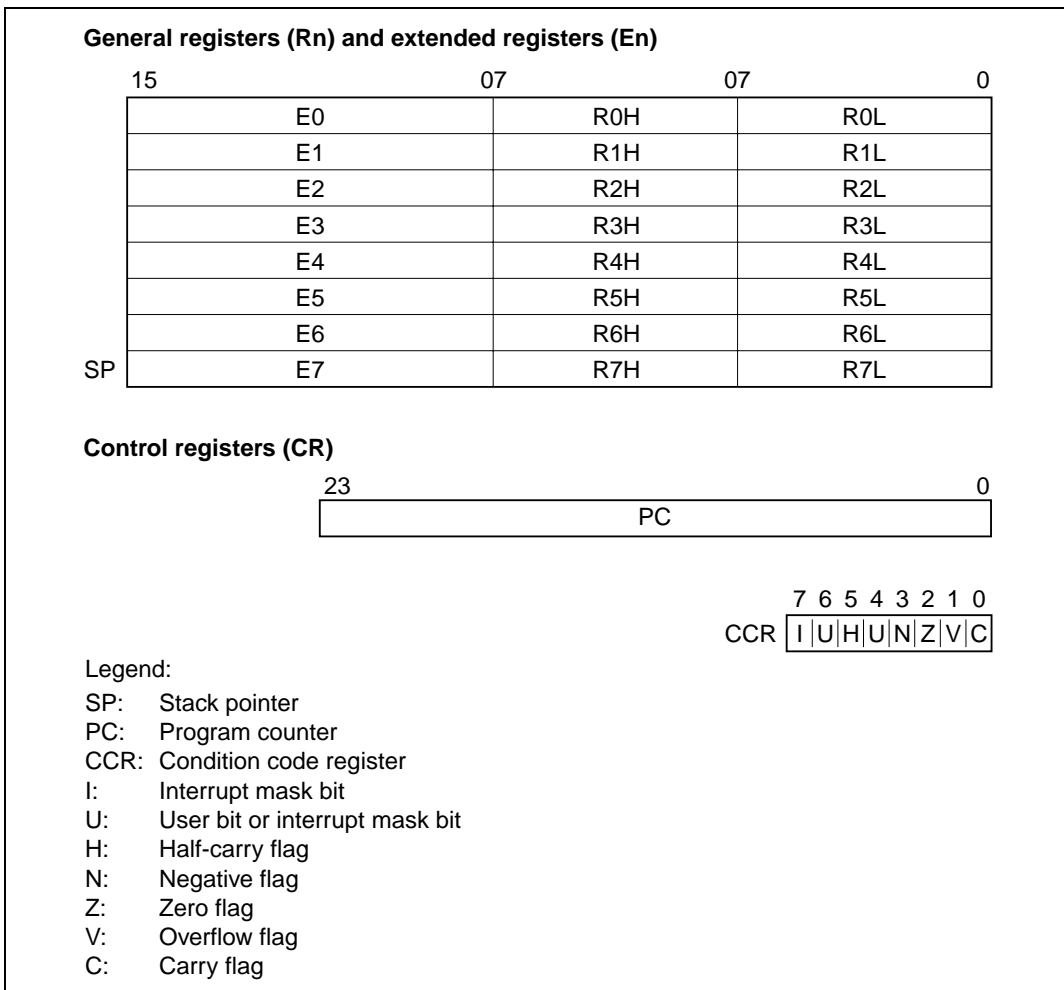 General registers (Rn) and extended registers (En)
15 07 07 0
E0 R0H R0L
E1 R1H R1L
E2 R2H R2L
E3 R3H R3L
E4 R4H R4L
E5 R5H R5L
E6 R6H R6L
SP E7 R7H R7L
Control registers (CR)
23 0
PC
7 6 5 4 3 2 1 0
CCR I U H U N Z V C
Legend:
SP: Stack pointer
PC: Program counter
CCR: Condition code register
I: Interrupt mask bit
U: User bit or interrupt mask bit
H: Half-carry flag
N: Negative flag
Z: Zero flag
V: Overflow flag
C: Carry flag